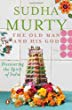 SUDHA
MURTY
THE OLD MAN
AND HIS GOD
Discovering
the Spirit of
India